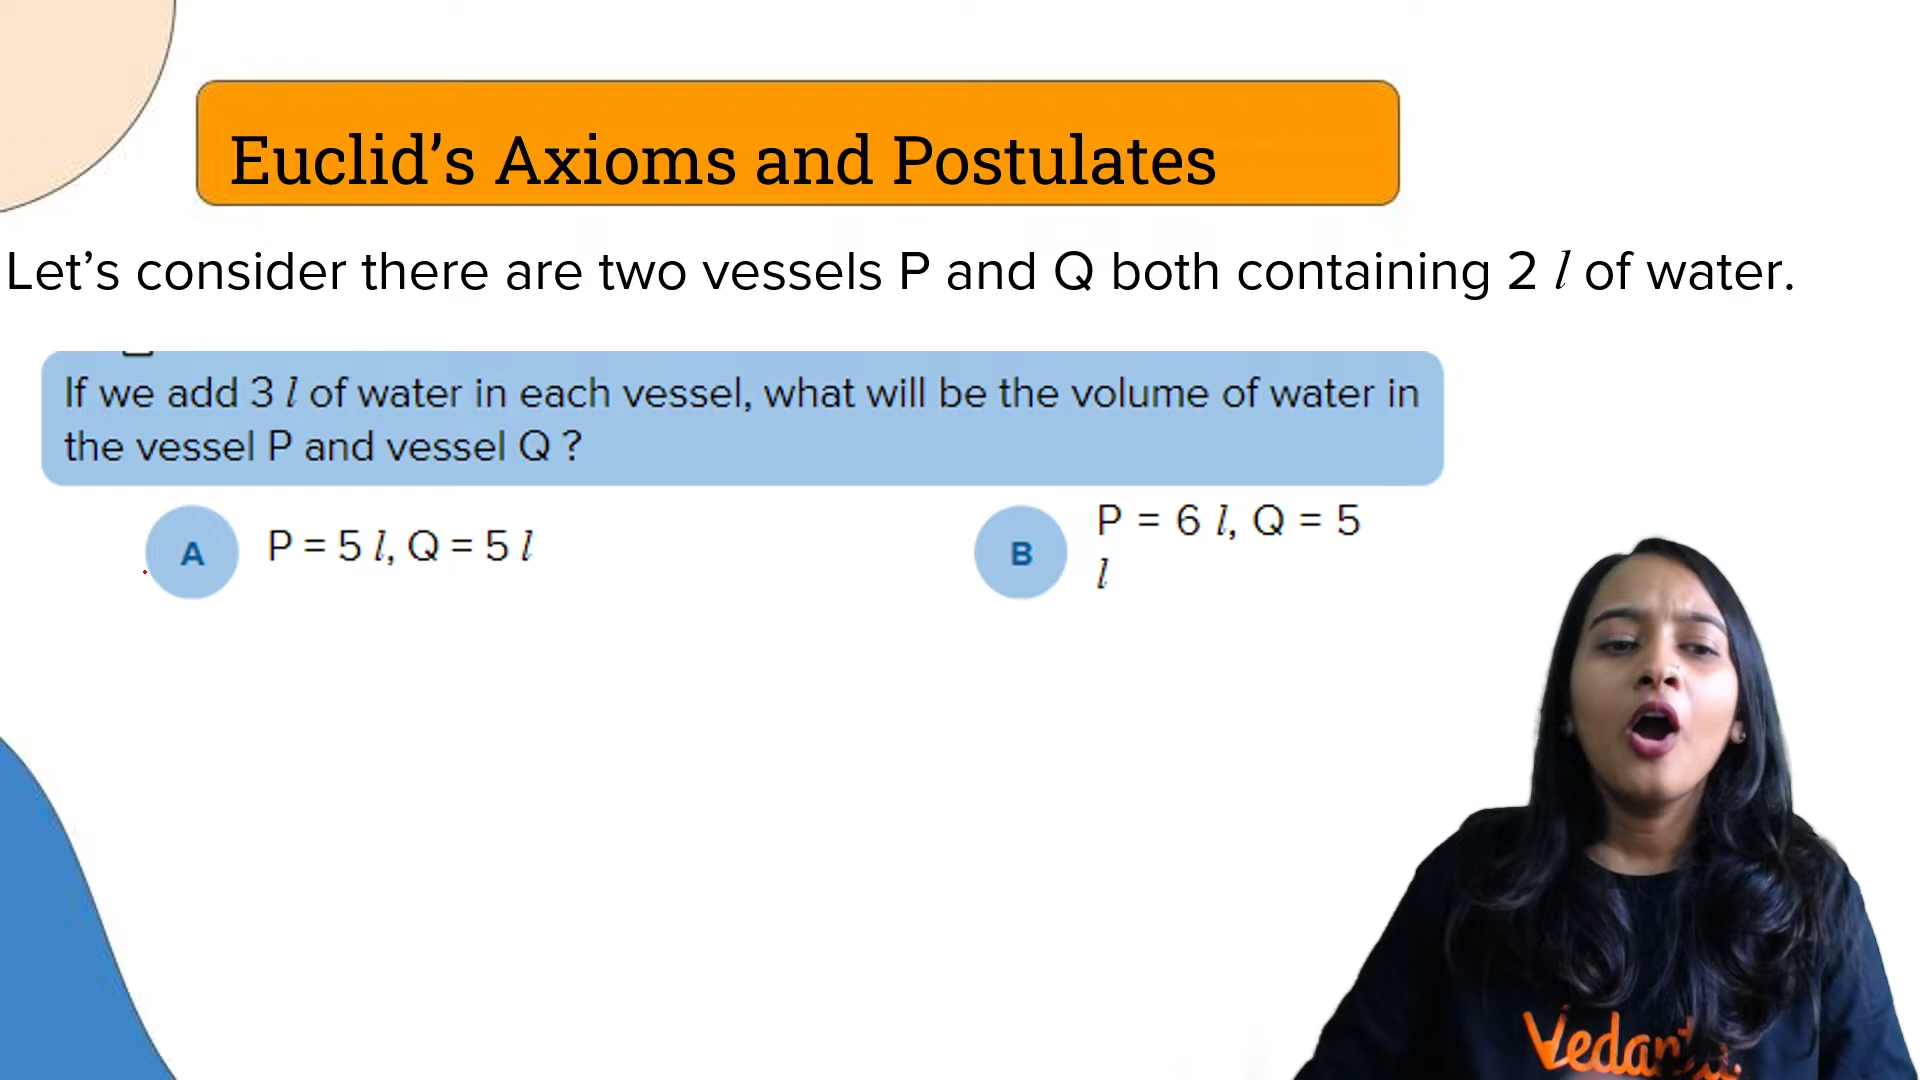 Euclid’s Axioms and Postulates
Let’s consider there are two vessels P and Q both containing 2 l of water.
If we add 3 l of water in each vessel, what will be the volume of water in
the vessel P and vessel Q ?
A P = 5 l, Q = 5 l
B P = 6 l, Q = 5
l